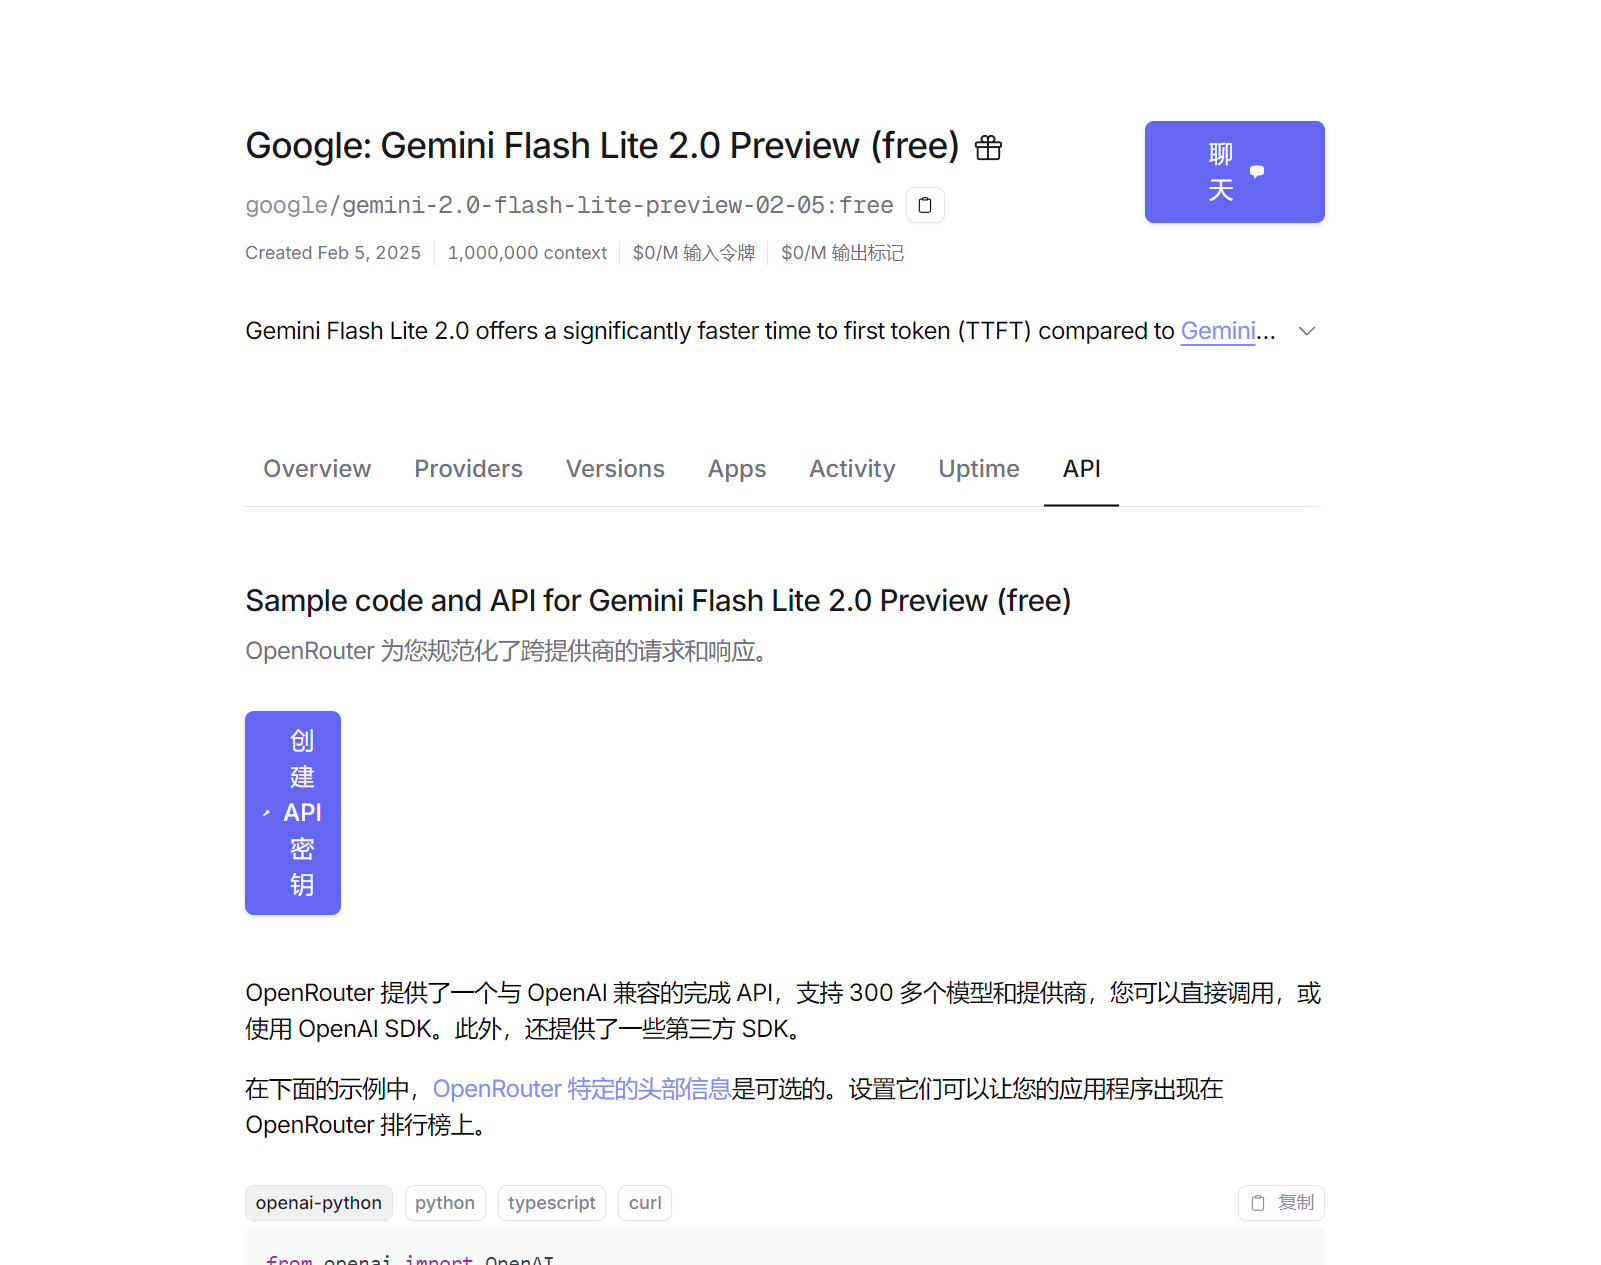 Google: Gemini Flash Lite 2.0 Preview (free)
聊
天
google/gemini-2.0-flash-lite-preview-02-05:free
Created Feb 5, 2025
1,000,000 context
$0/M 输入令牌
$0/M 输出标记
Gemini Flash Lite 2.0 offers a significantly faster time to first token (TTFT) compared to Gemini...
Overview
Providers
Versions
Apps
Activity
Uptime
API
Sample code and API for Gemini Flash Lite 2.0 Preview (free)
OpenRouter 为您规范化了跨提供商的请求和响应。
创
建
API
密
钥
OpenRouter 提供了一个与 OpenAI 兼容的完成 API，支持 300 多个模型和提供商，您可以直接调用，或
使用 OpenAI SDK。此外，还提供了一些第三方 SDK。
在下面的示例中，OpenRouter 特定的头部信息是可选的。设置它们可以让您的应用程序出现在
OpenRouter 排行榜上。
openai-python
python
typescript
curl
复制
from openai import OpenAI